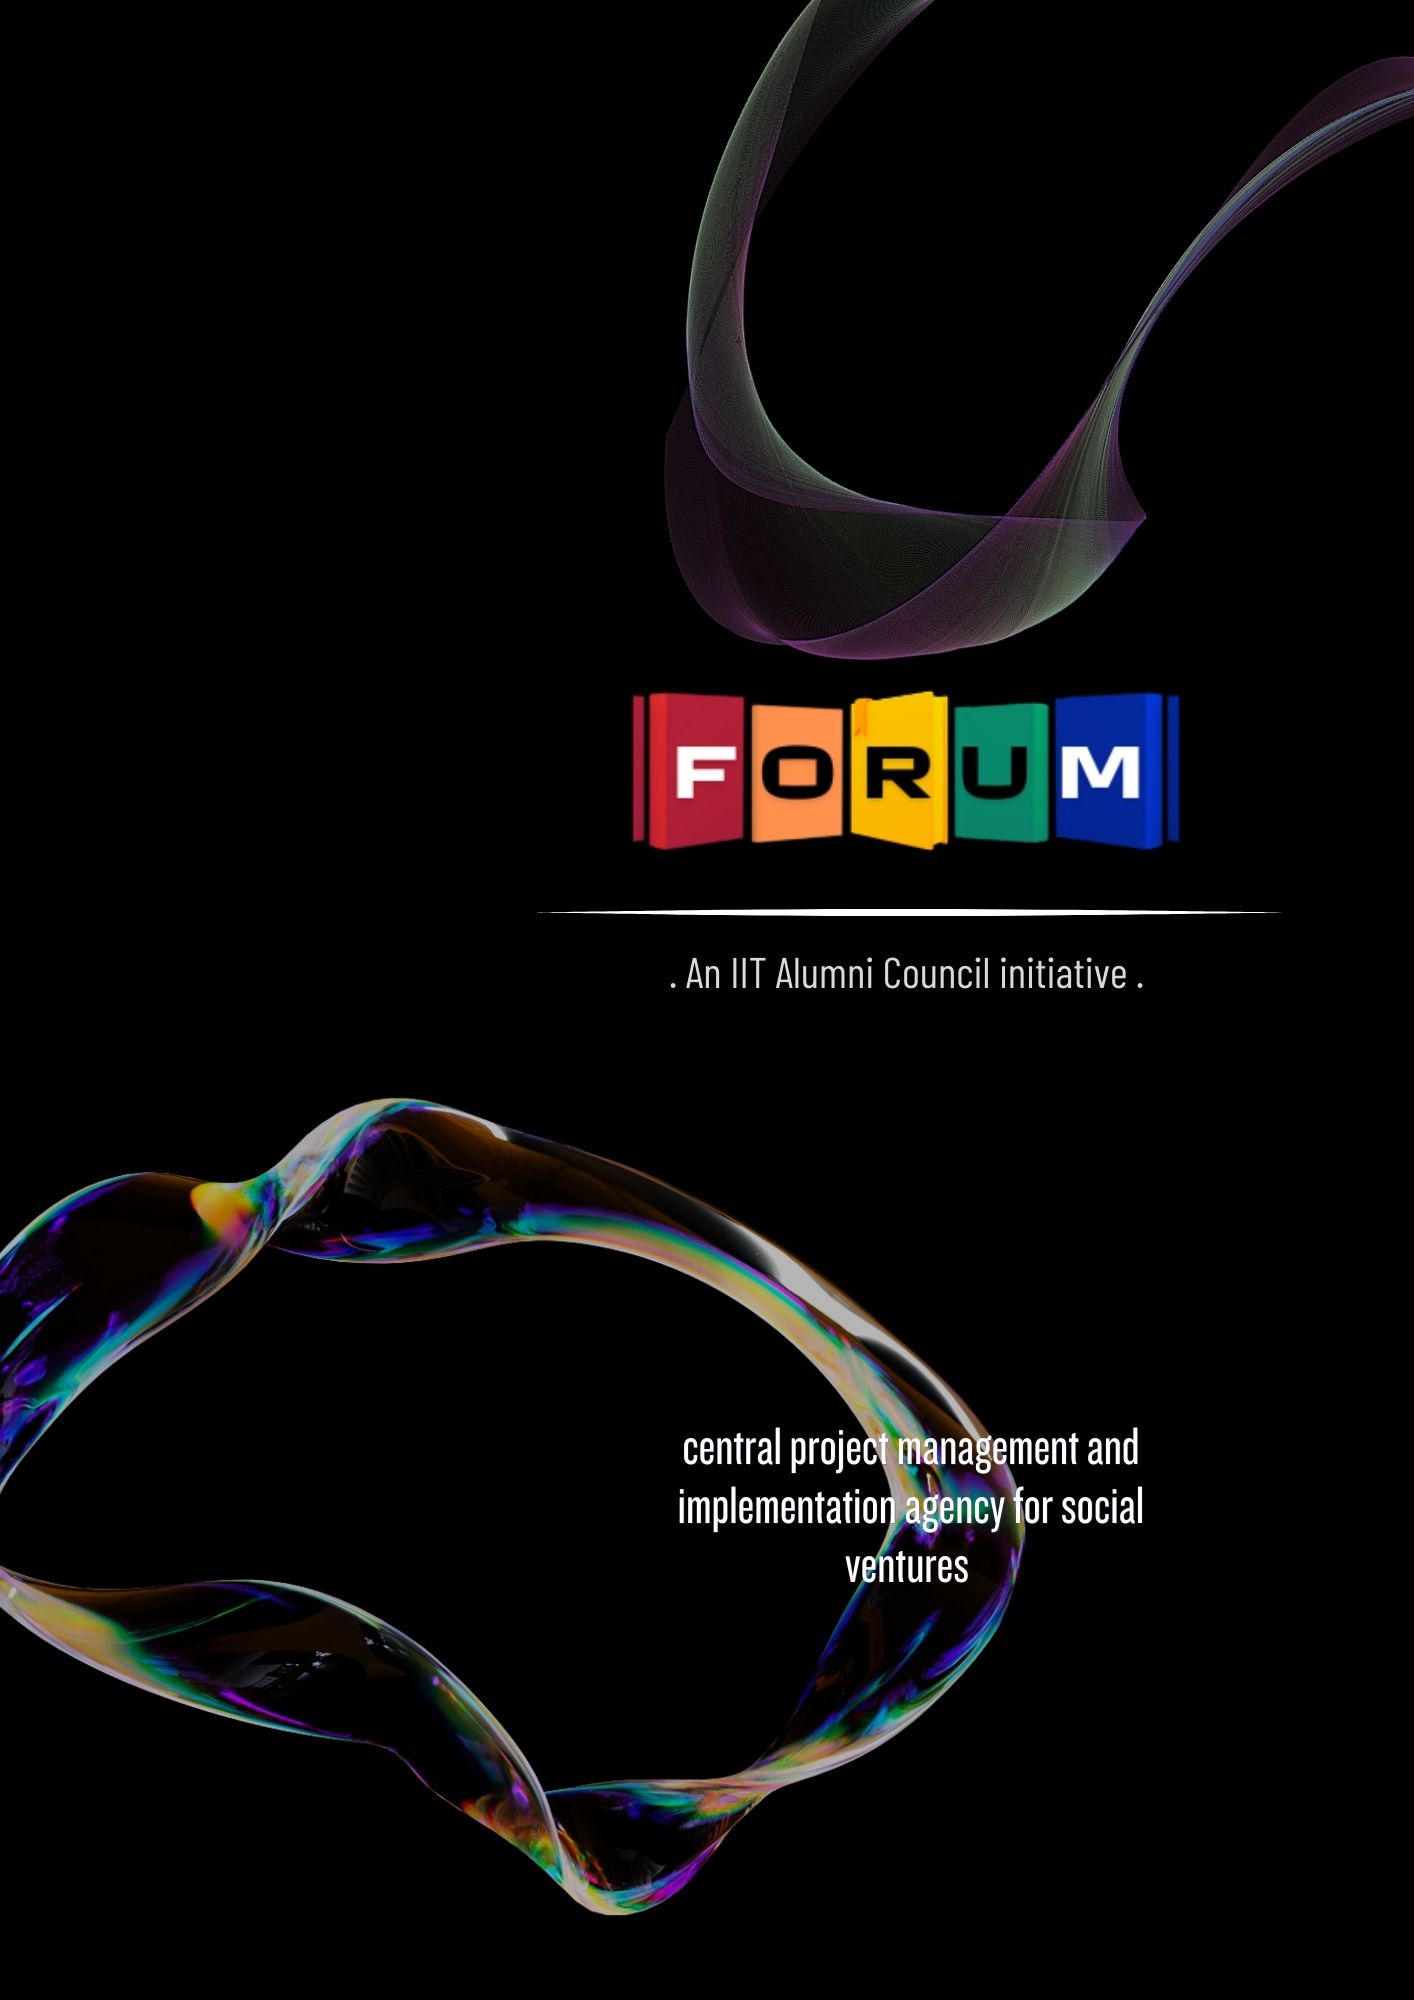 FORUM
. An IIT Alumni Council initiative .
central project management and
implementation agency for social
ventures